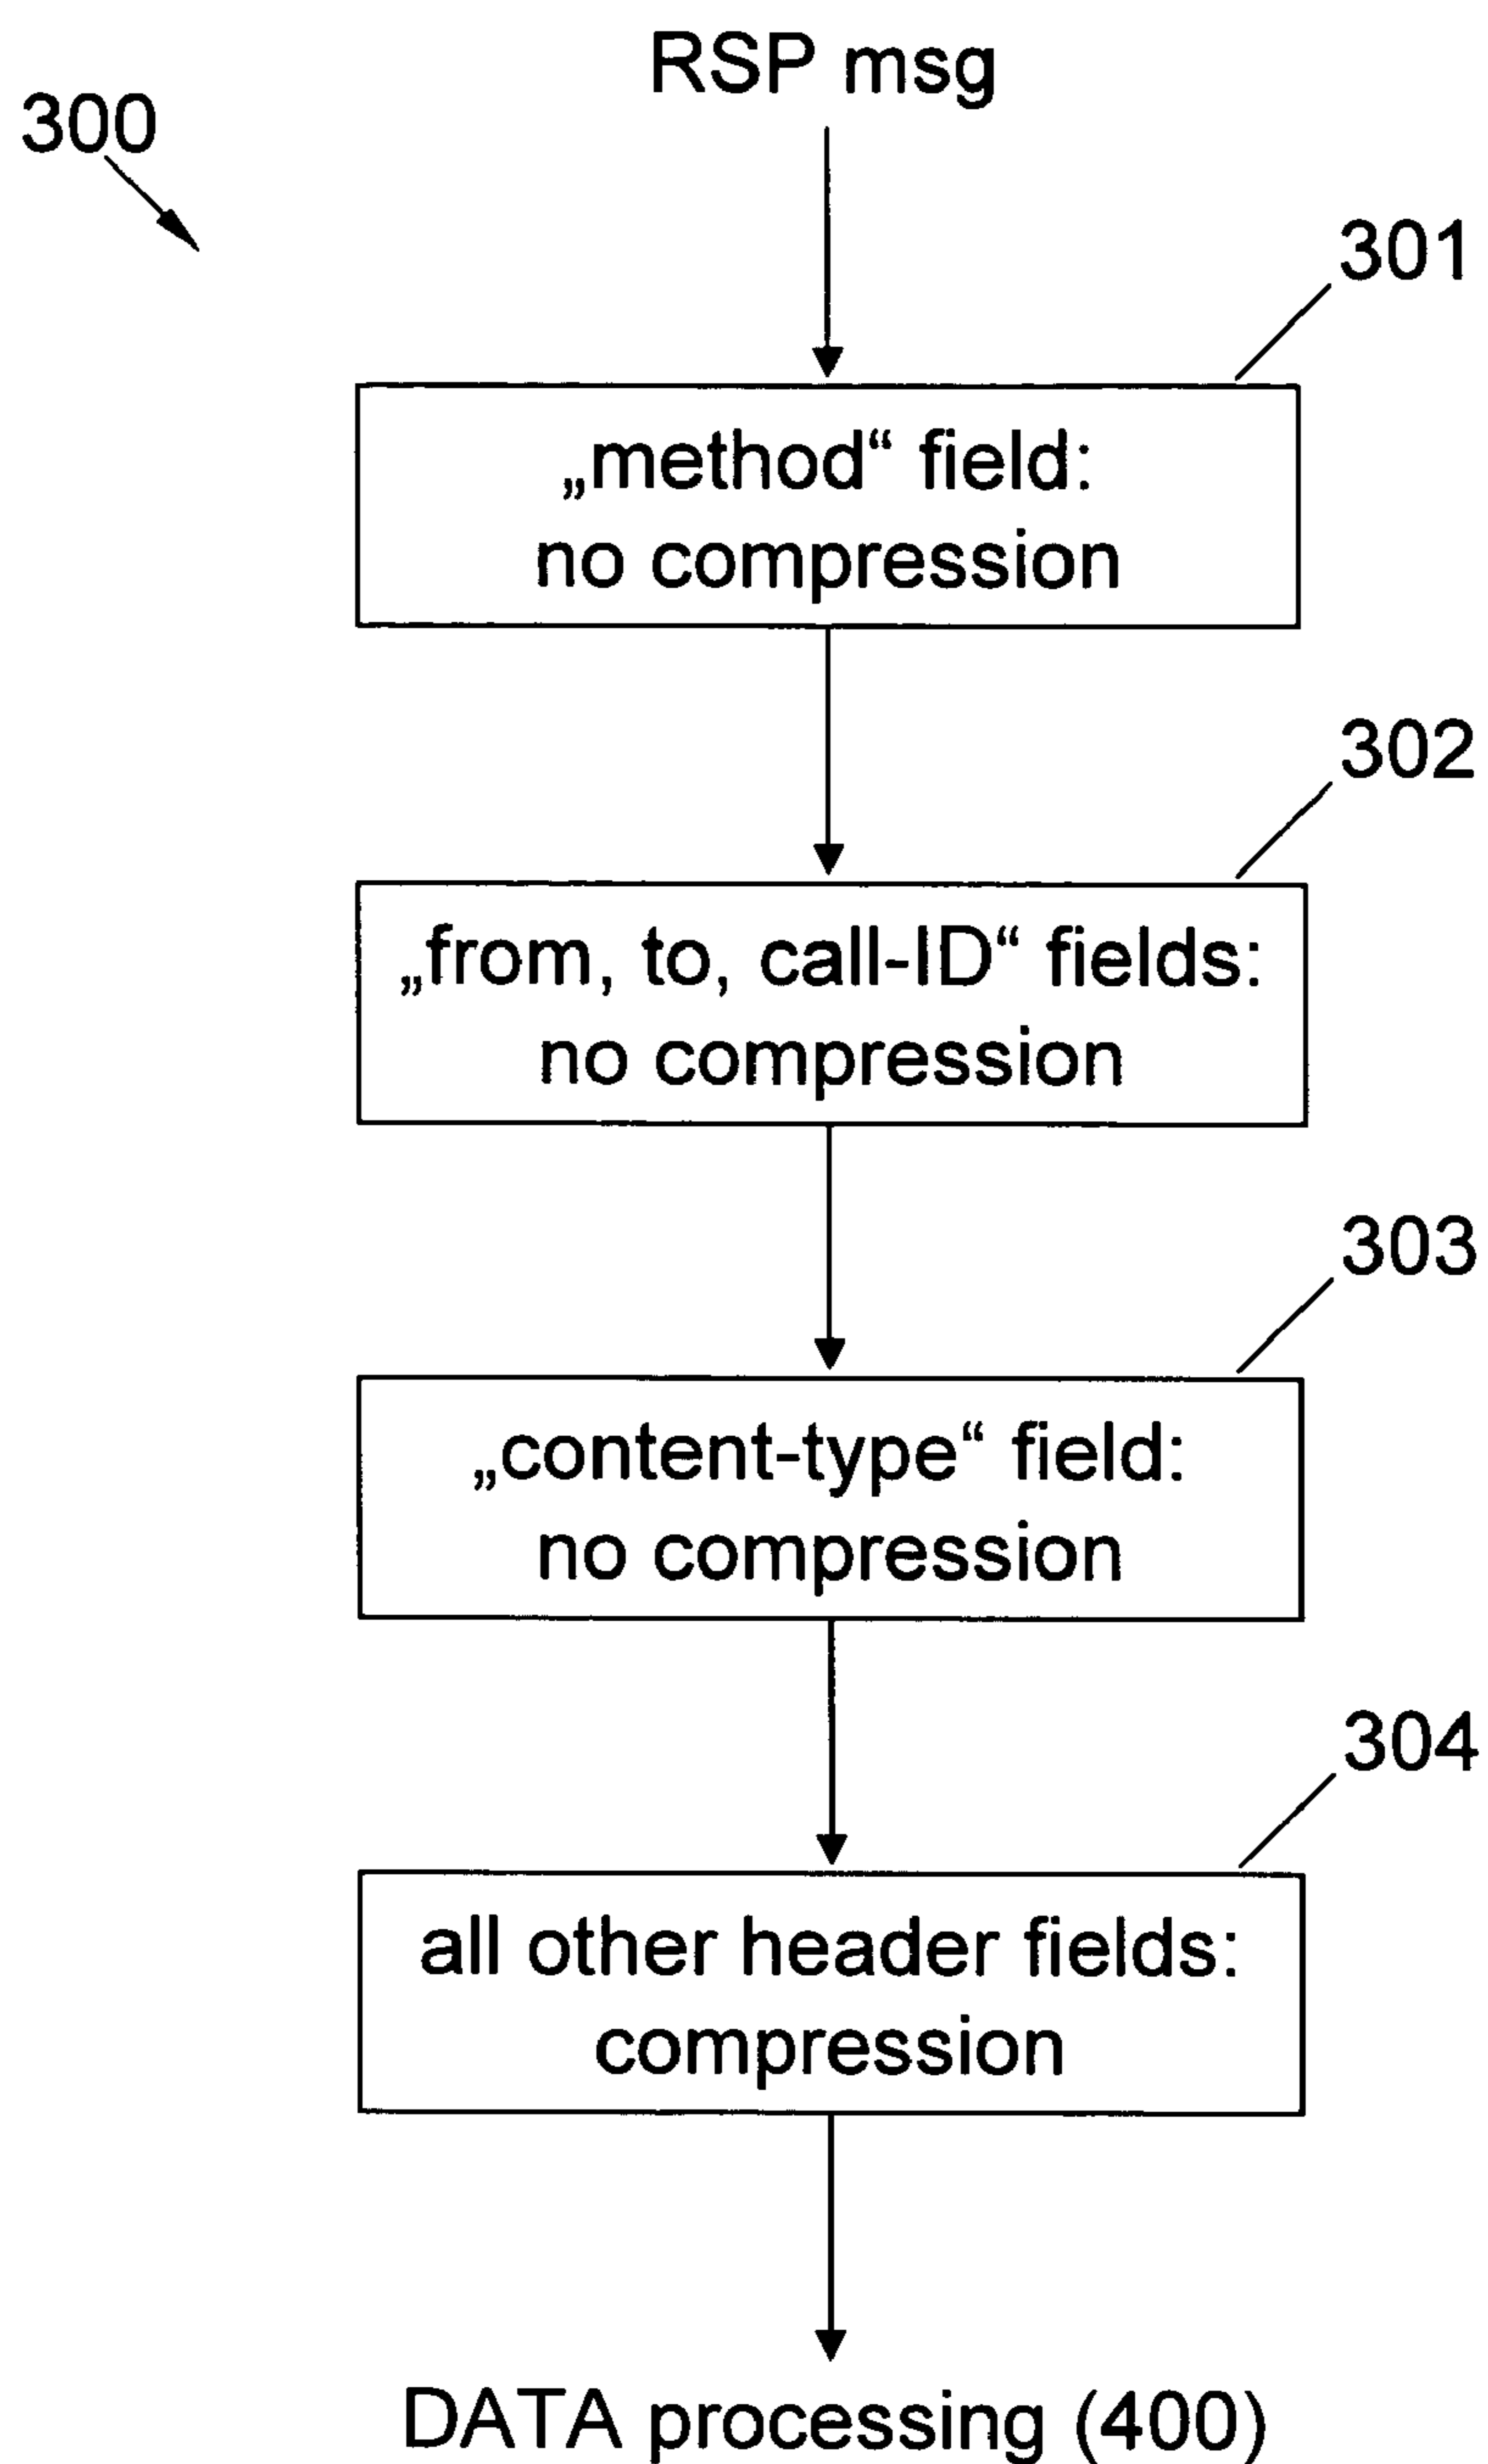 RSP msg
300
301
„method“ field:
no compression
302
„from, to, call-ID“ fields:
no compression
303
„content-type“ field:
no compression
304
all other header fields:
compression
DATA processing (400)